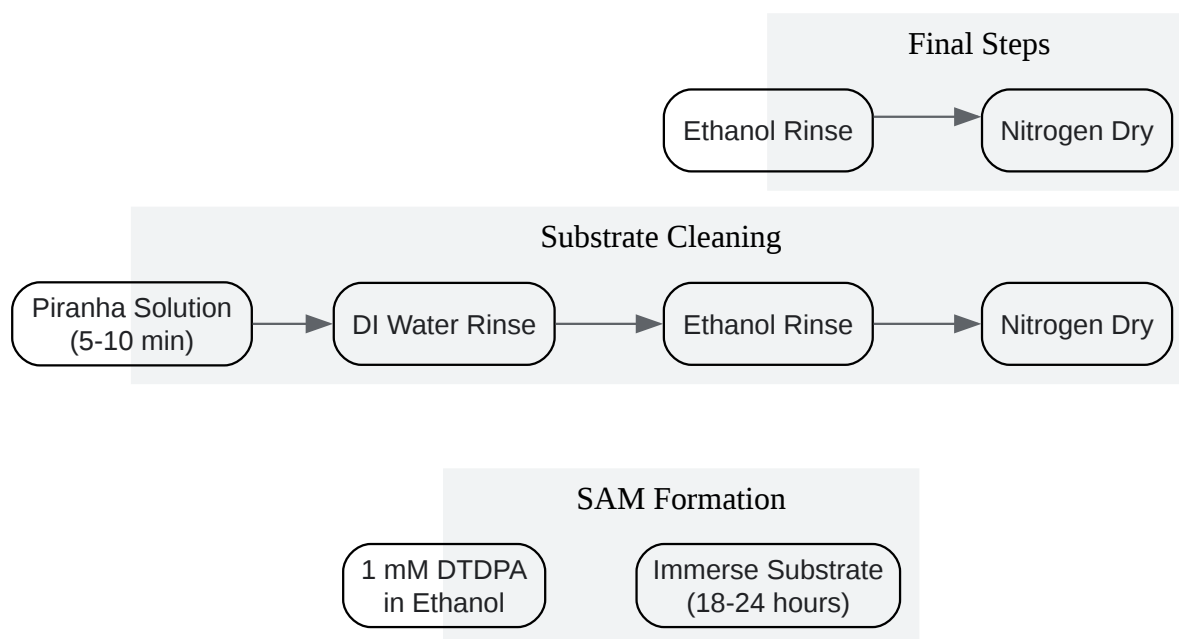 Final Steps
Ethanol Rinse
Nitrogen Dry
Substrate Cleaning
Piranha Solution
(5-10 min)
DI Water Rinse
Ethanol Rinse
Nitrogen Dry
SAM Formation
1 mM DTDPA
in Ethanol
Immerse Substrate
(18-24 hours)